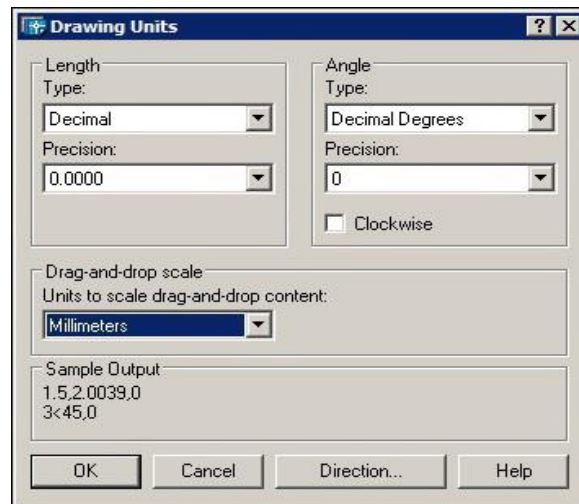 Drawing Units
Length
Type:
Decimal
Precision:
0.0000
Angle
Type:
Decimal Degrees
Precision:
0
Clockwise
Drag-and-drop scale
Units to scale drag-and-drop content:
Millimeters
Sample Output
1.5,2.0039,0
3<45,0
OK
Cancel
Direction...
Help